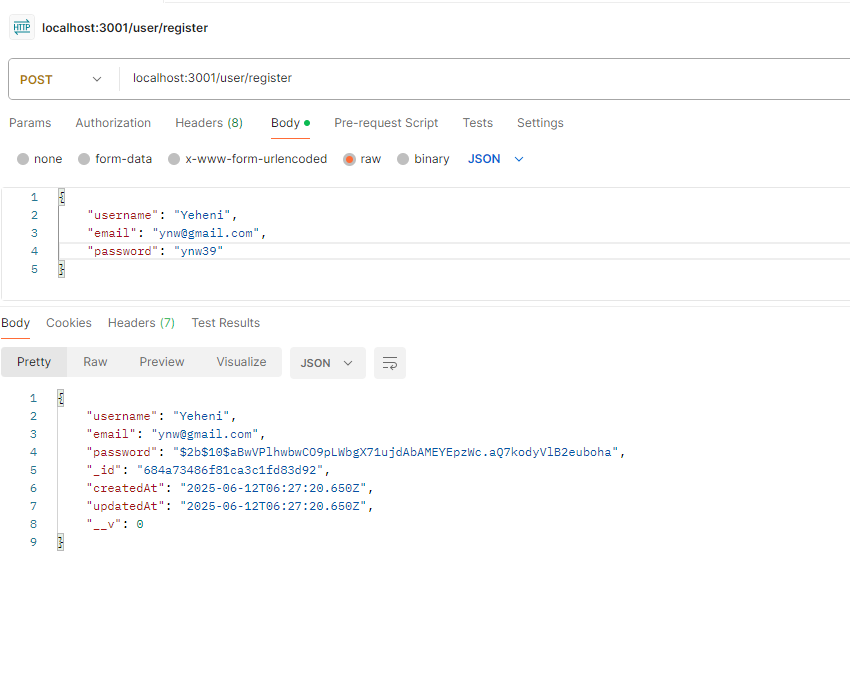 HTTP localhost:3001/user/register
POST localhost:3001/user/register
Params Authorization Headers (8) Body Pre-request Script Tests Settings
none form-data x-www-form-urlencoded raw binary JSON
1 {
2 "username": "Yeheni",
3 "email": "ynw@gmail.com",
4 "password": "ynw39"
5 }
Body Cookies Headers (7) Test Results
Pretty Raw Preview Visualize JSON
1 {
2 "username": "Yeheni",
3 "email": "ynw@gmail.com",
4 "password": "$2b$10$aBwVPlhwbwCO9pLWbgX71ujdAbAMEYEpzWc.aQ7kodyVlB2euboha",
5 "_id": "684a73486f81ca3c1fd83d92",
6 "createdAt": "2025-06-12T06:27:20.650Z",
7 "updatedAt": "2025-06-12T06:27:20.650Z",
8 "__v": 0
9 }